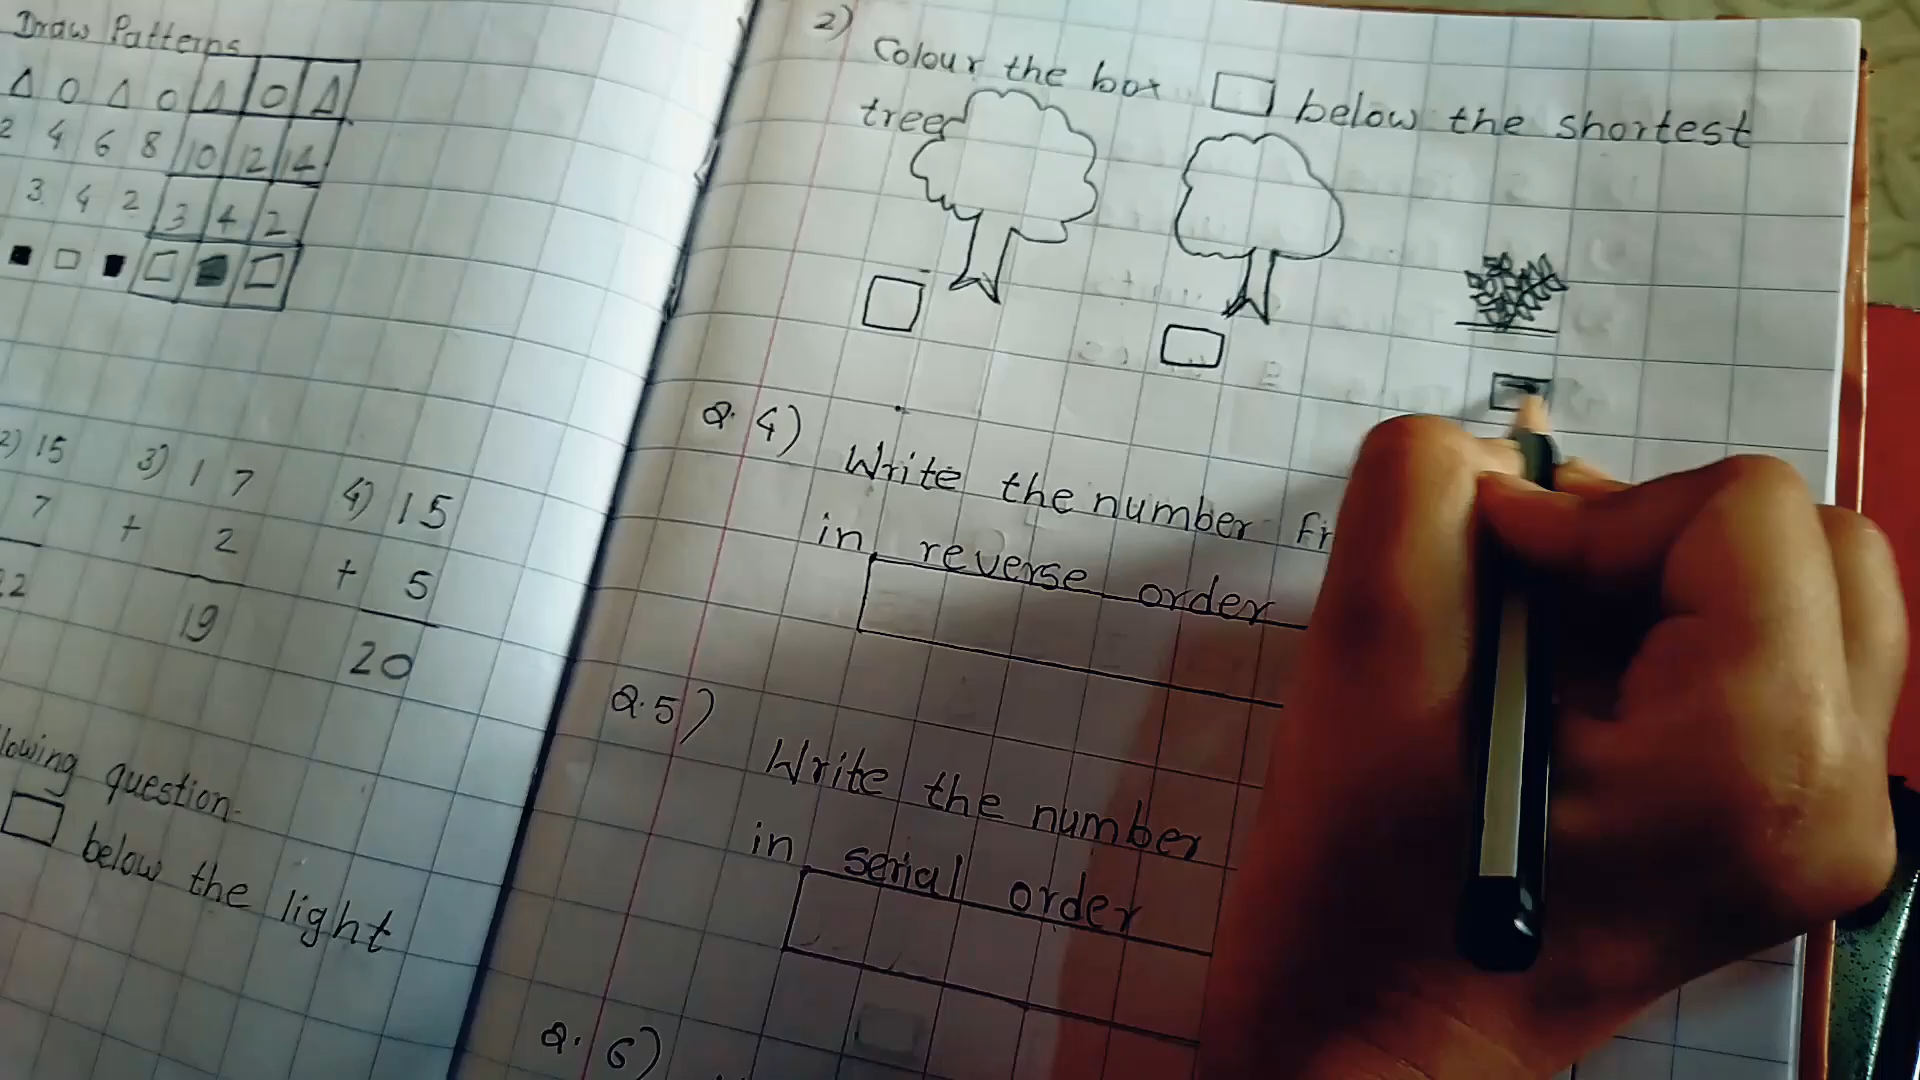 Draw Patterns
2 4 6 8 10 12 14
3 4 2 3 4 2
2) 15 3) 17 4) 15
7 + 2 + 5
22 19 20
question.
below the light
2)
Colour the box below the shortest
tree
Q. 4)
Write the number
in reverse order
Q. 5)
Write the number
in serial order
Q. 6)